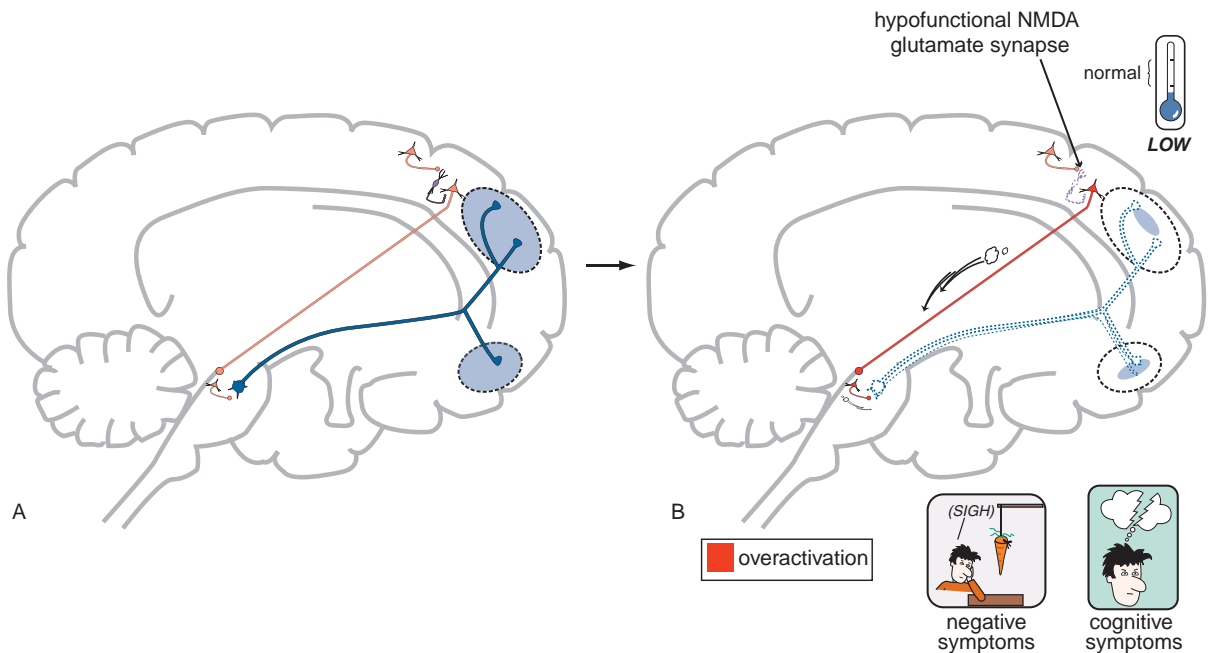 hypofunctional NMDA
glutamate synapse
normal
LOW
A
B
overactivation
(SIGH)
negative
symptoms
cognitive
symptoms